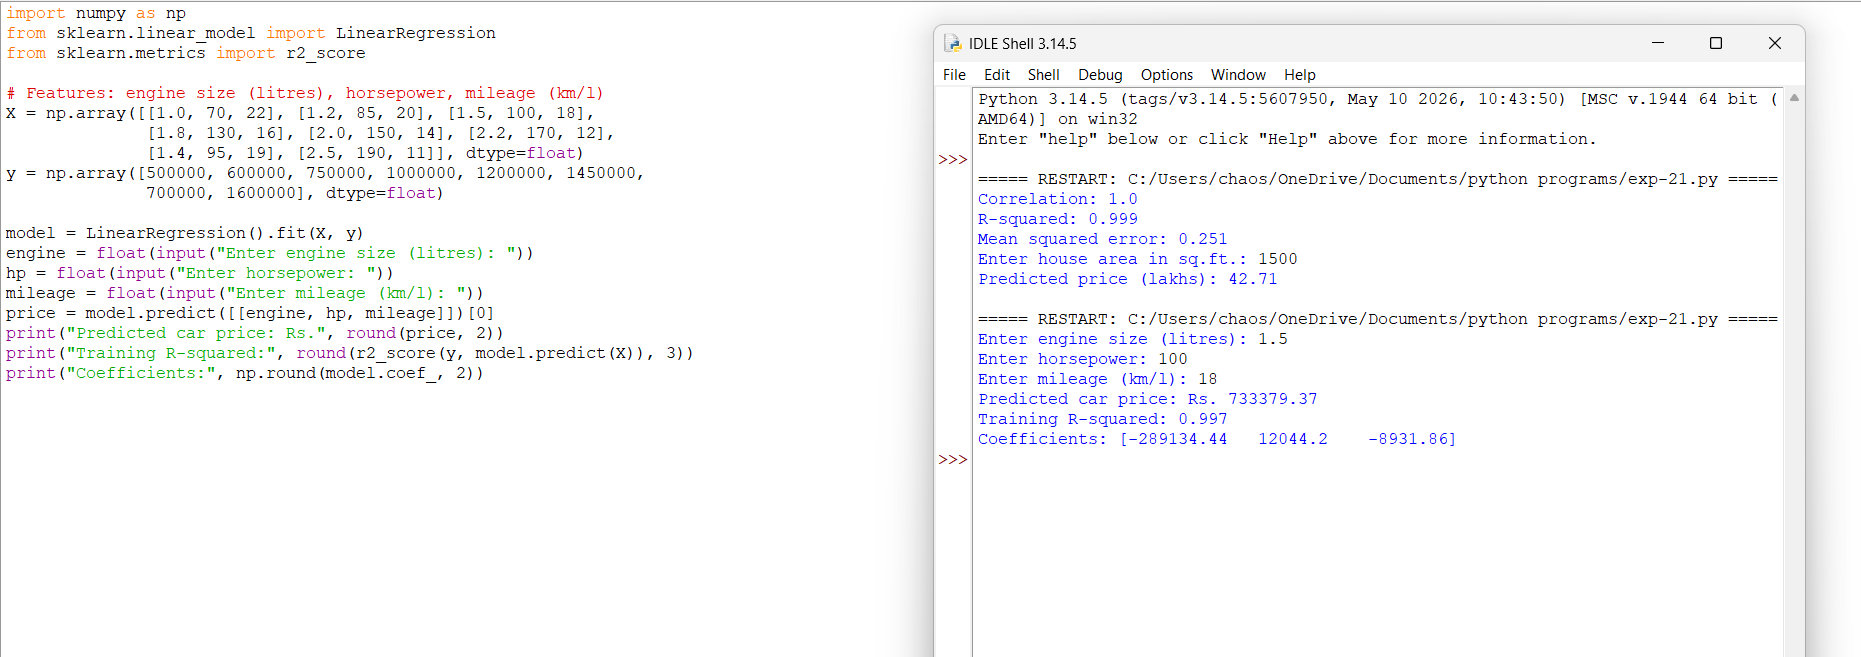 import numpy as np
from sklearn.linear_model import LinearRegression
from sklearn.metrics import r2_score
# Features: engine size (litres), horsepower, mileage (km/l)
X = np.array([[1.0, 70, 22], [1.2, 85, 20], [1.5, 100, 18],
[1.8, 130, 16], [2.0, 150, 14], [2.2, 170, 12],
[1.4, 95, 19], [2.5, 190, 11]], dtype=float)
y = np.array([500000, 600000, 750000, 1000000, 1200000, 1450000,
700000, 1600000], dtype=float)
model = LinearRegression().fit(X, y)
engine = float(input("Enter engine size (litres): "))
hp = float(input("Enter horsepower: "))
mileage = float(input("Enter mileage (km/l): "))
price = model.predict([[engine, hp, mileage]])[0]
print("Predicted car price: Rs.", round(price, 2))
print("Training R-squared:", round(r2_score(y, model.predict(X)), 3))
print("Coefficients:", np.round(model.coef_, 2))
IDLE Shell 3.14.5
File Edit Shell Debug Options Window Help
Python 3.14.5 (tags/v3.14.5:5607950, May 10 2026, 10:43:50) [MSC v.1944 64 bit (
AMD64)] on win32
Enter "help" below or click "Help" above for more information.
>>>
===== RESTART: C:/Users/chaos/OneDrive/Documents/python programs/exp-21.py =====
Correlation: 1.0
R-squared: 0.999
Mean squared error: 0.251
Enter house area in sq.ft.: 1500
Predicted price (lakhs): 42.71
===== RESTART: C:/Users/chaos/OneDrive/Documents/python programs/exp-21.py =====
Enter engine size (litres): 1.5
Enter horsepower: 100
Enter mileage (km/l): 18
Predicted car price: Rs. 733379.37
Training R-squared: 0.997
Coefficients: [-289134.44   12044.2    -8931.86]
>>>